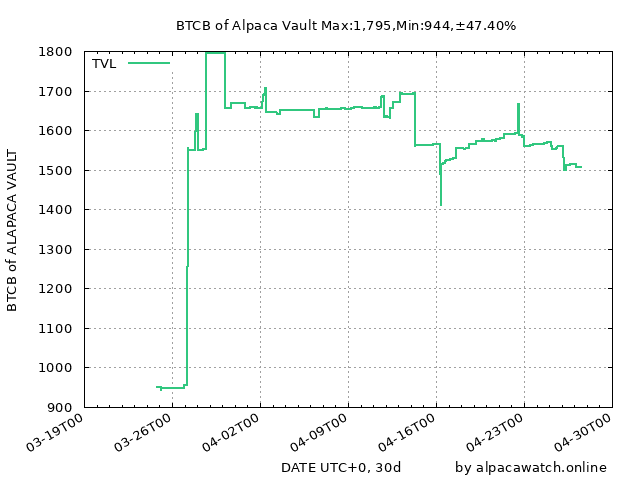 BTCB of Alpaca Vault Max:1,795,Min:944,±47.40%
TVL
1800
1700
1600
1500
1400
1300
1200
1100
1000
900
BTCB of ALAPACA VAULT
03-19T00
03-26T00
04-02T00
04-09T00
04-16T00
04-23T00
04-30T00
DATE UTC+0, 30d
by alpacawatch.online